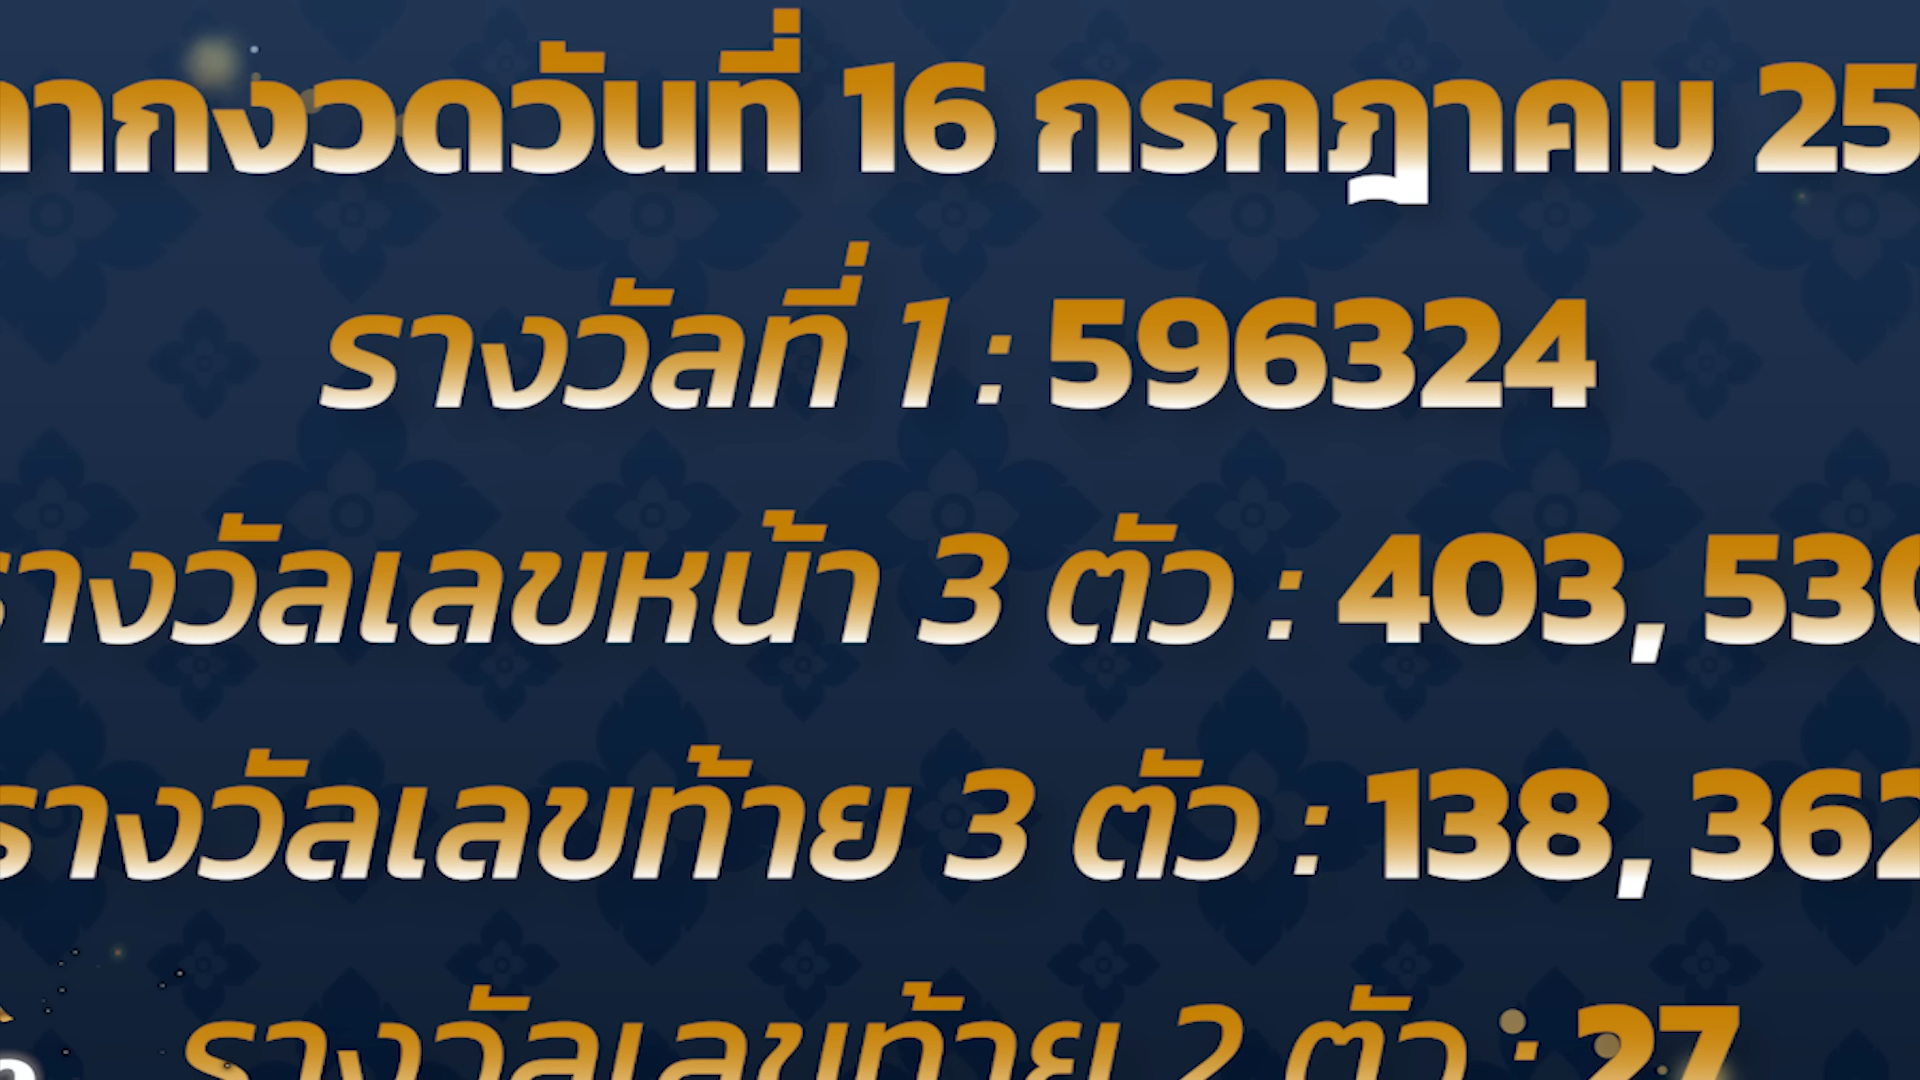 งวดวันที่ 16 กรกฎาคม 25
รางวัลที่ 1 : 596324
รางวัลเลขหน้า 3 ตัว : 403, 530
รางวัลเลขท้าย 3 ตัว : 138, 362
รางวัลเลขท้าย 2 ตัว : 27